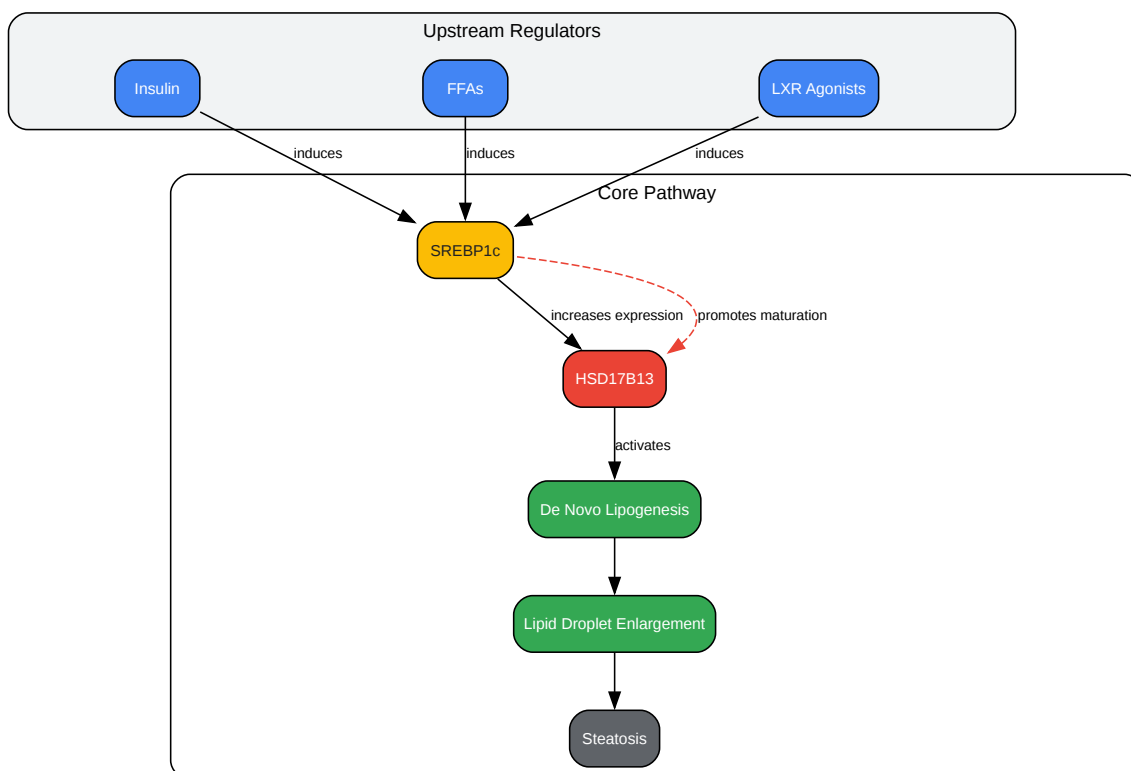 Upstream Regulators
Insulin
FFAs
LXR Agonists
induces
induces
induces
Core Pathway
SREBP1c
increases expression
promotes maturation
HSD17B13
activates
De Novo Lipogenesis
Lipid Droplet Enlargement
Steatosis